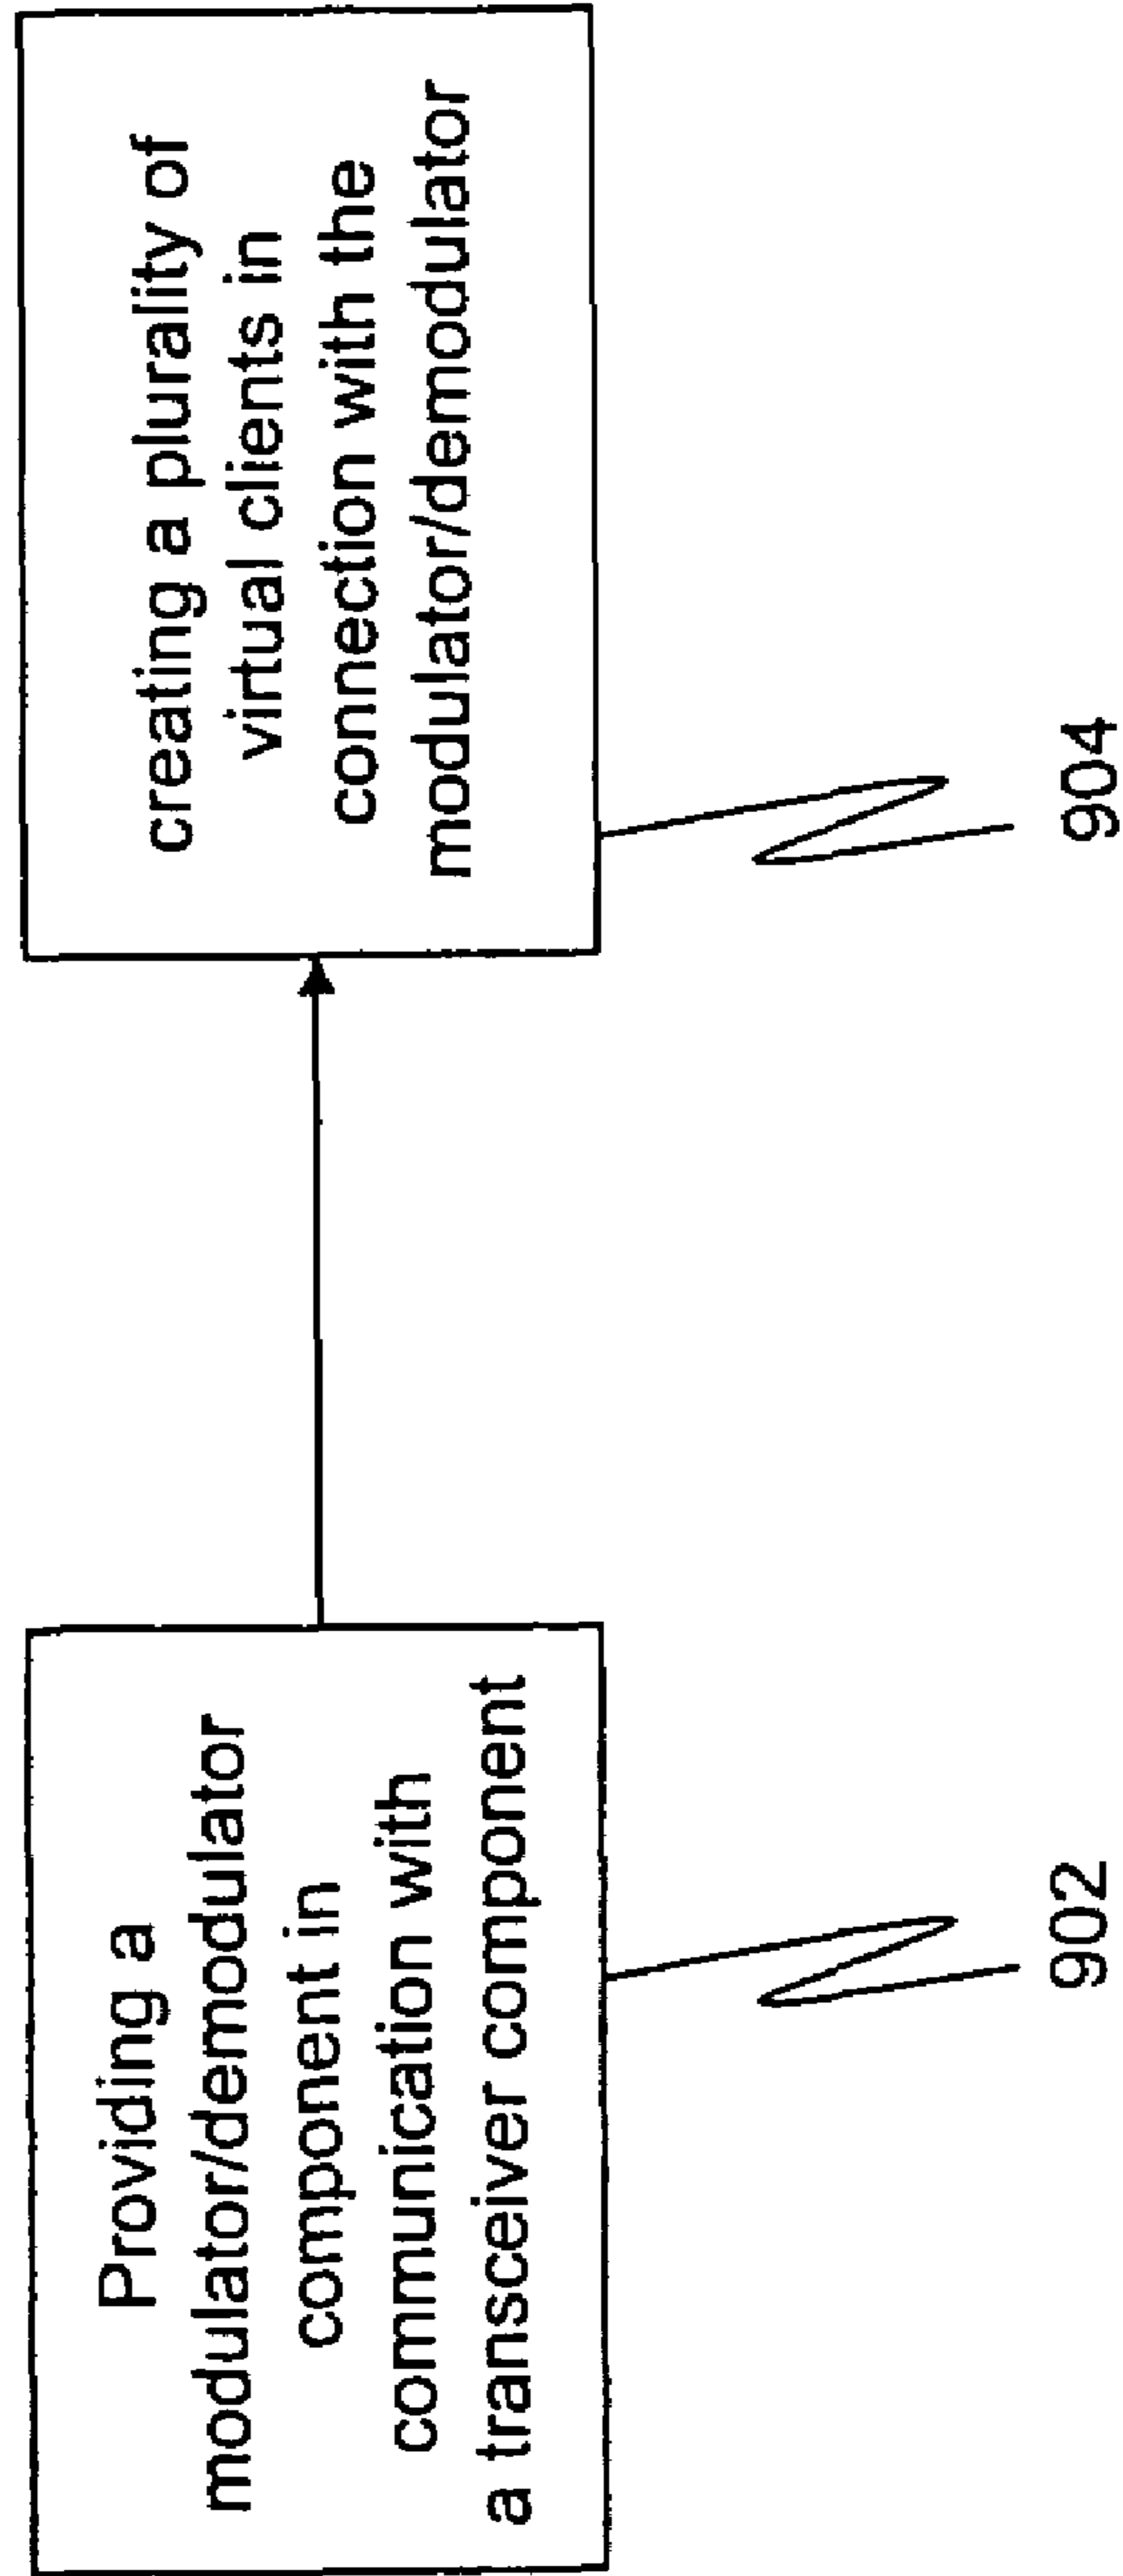 Providing a
modulator/demodulator
component in
communication with
a transceiver component
902
creating a plurality of
virtual clients in
connection with the
modulator/demodulator
904